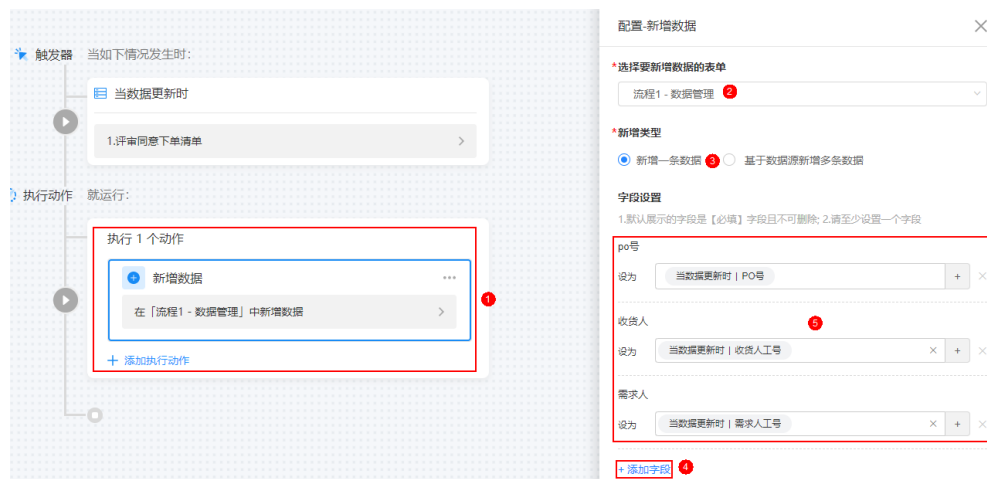 触发器 当如下情况发生时：
当数据更新时
1.评审同意下单清单
执行动作 就运行：
执行 1 个动作
新增数据
在「流程1 - 数据管理」中新增数据
1
+ 添加执行动作
配置-新增数据
*选择要新增数据的表单
流程1 - 数据管理 2
*新增类型
新增一条数据 3 基于数据源新增多条数据
字段设置
1.默认展示的字段是【必填】字段且不可删除; 2.请至少设置一个字段
po号
设为 当数据更新时 | PO号 +
收货人
5
设为 当数据更新时 | 收货人工号 × +
需求人
设为 当数据更新时 | 需求人工号 × +
+ 添加字段 4